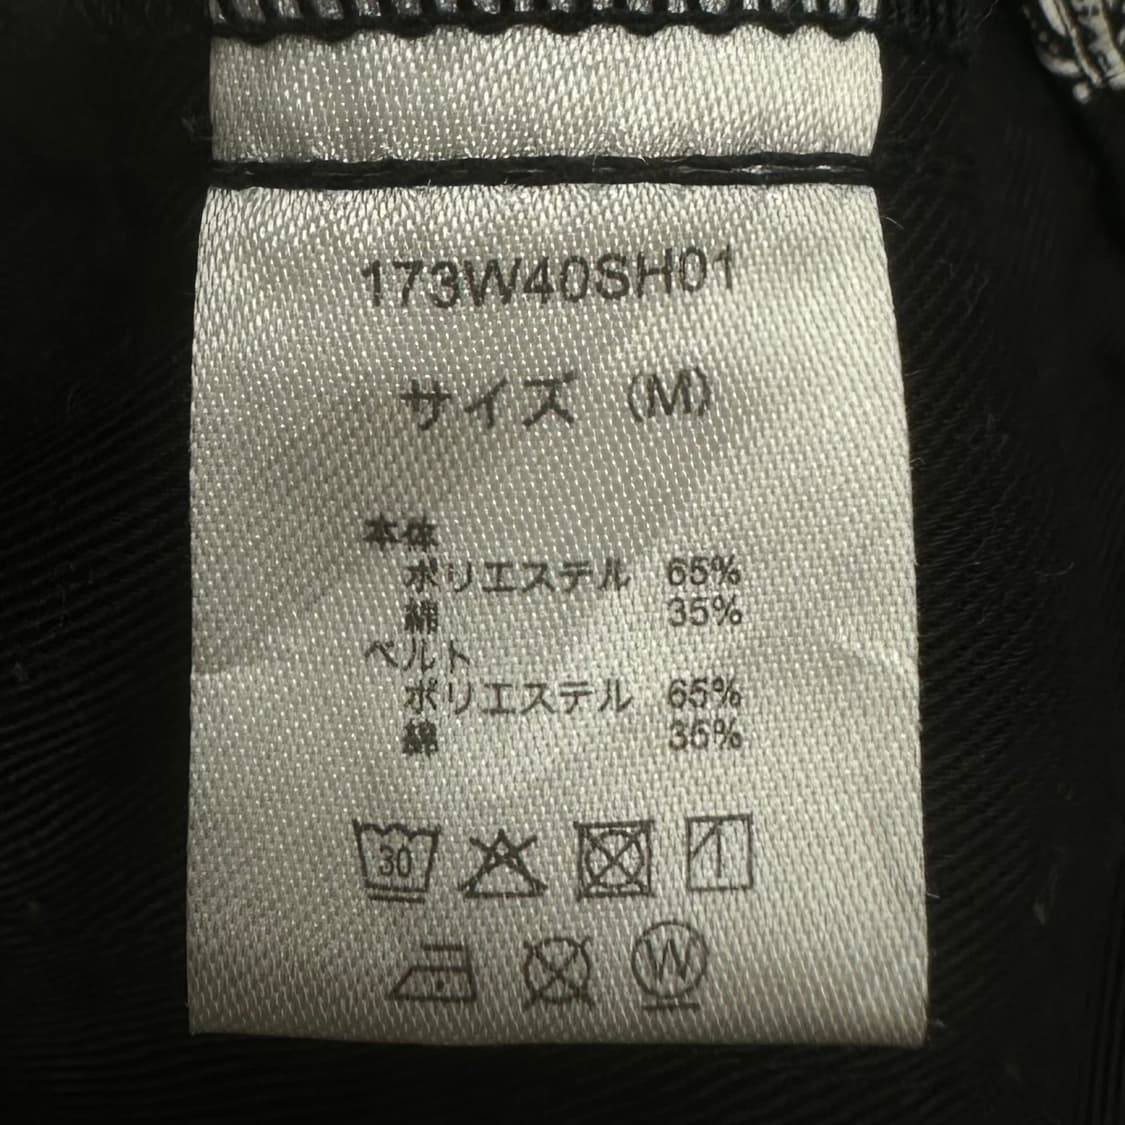 173W40SH01
サイズ (M)
本体
ポリエステル 65%
綿 35%
ベルト
ポリエステル 65%
綿 35%
30
W